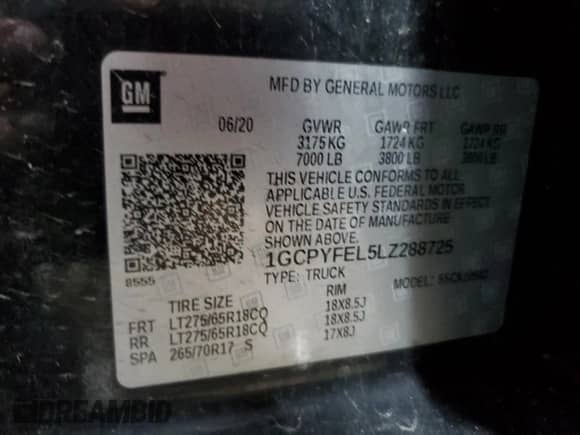 GM
MFD BY GENERAL MOTORS LLC
06/20 GVWR GAWR FRT GAWR RR
3175 KG 1724 KG 1724 KG
7000 LB 3800 LB 3800 LB
THIS VEHICLE CONFORMS TO ALL
APPLICABLE U.S. FEDERAL MOTOR
VEHICLE SAFETY STANDARDS IN EFFECT
ON THE DATE OF MANUFACTURE
SHOWN ABOVE.
8555
1GCPYFEL5LZ288725
TYPE: TRUCK MODEL:
TIRE SIZE RIM
FRT LT275/65R18CQ 18X8.5J
RR LT275/65R18CQ 18X8.5J
SPA 265/70R17 S 17X8J
DREAMBID